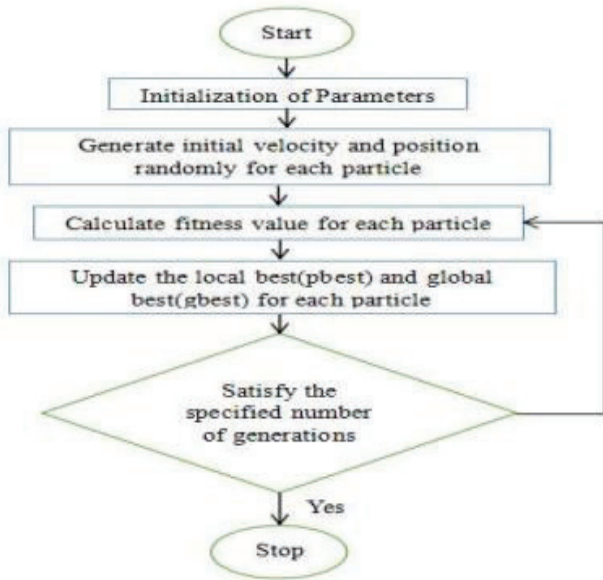 Start
Initialization of Parameters
Generate initial velocity and position
randomly for each particle
Calculate fitness value for each particle
Update the local best(pbest) and global
best(gbest) for each particle
Satisfy the
specified number
of generations
Yes
Stop